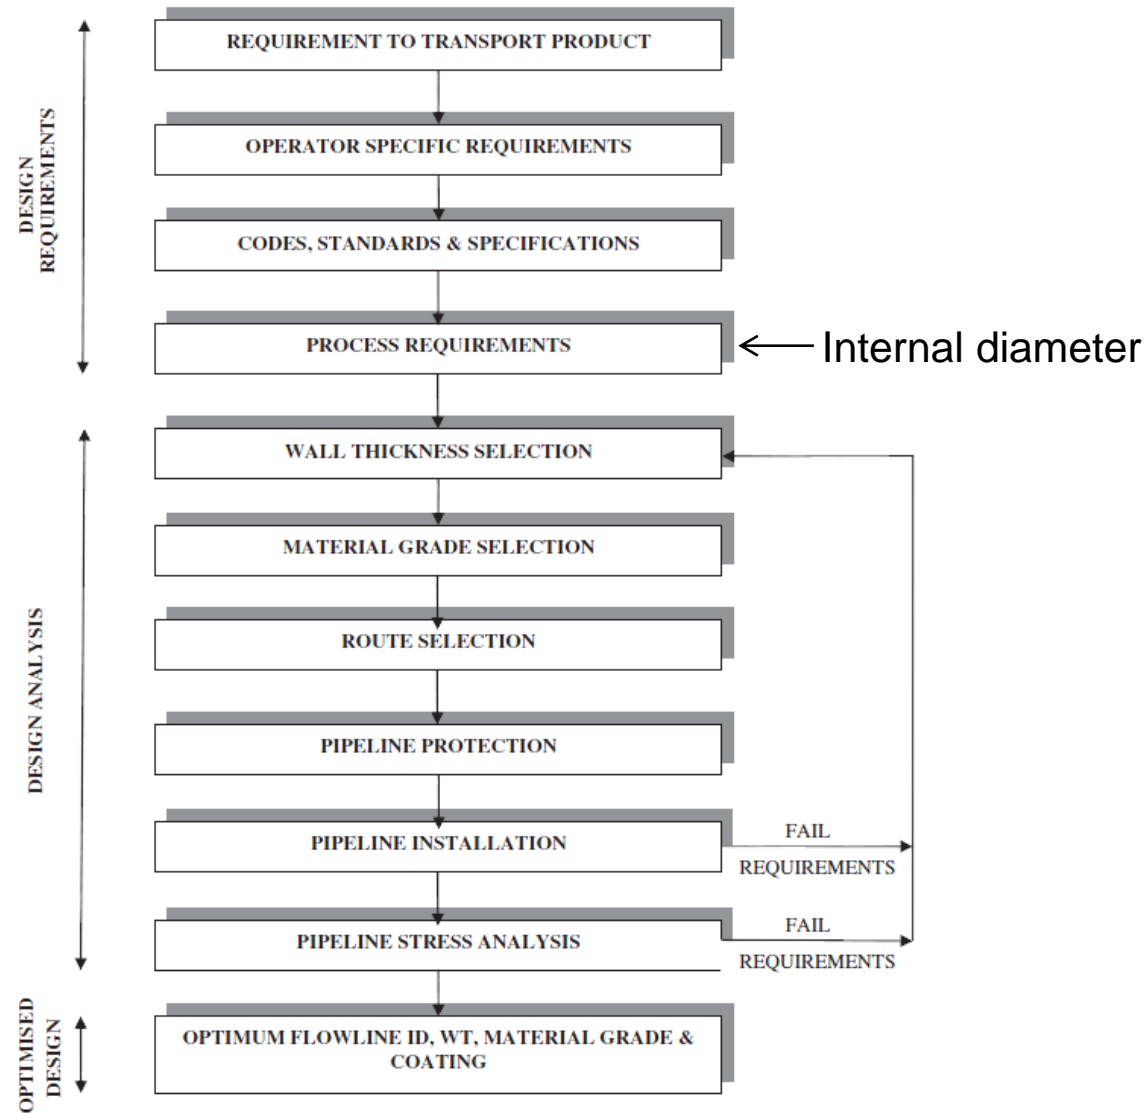 REQUIREMENT TO TRANSPORT PRODUCT
OPERATOR SPECIFIC REQUIREMENTS
CODES, STANDARDS & SPECIFICATIONS
PROCESS REQUIREMENTS
Internal diameter
DESIGN
REQUIREMENTS
WALL THICKNESS SELECTION
MATERIAL GRADE SELECTION
ROUTE SELECTION
PIPELINE PROTECTION
PIPELINE INSTALLATION
FAIL
REQUIREMENTS
PIPELINE STRESS ANALYSIS
FAIL
REQUIREMENTS
DESIGN ANALYSIS
OPTIMUM FLOWLINE ID, WT, MATERIAL GRADE &
COATING
OPTIMISED
DESIGN